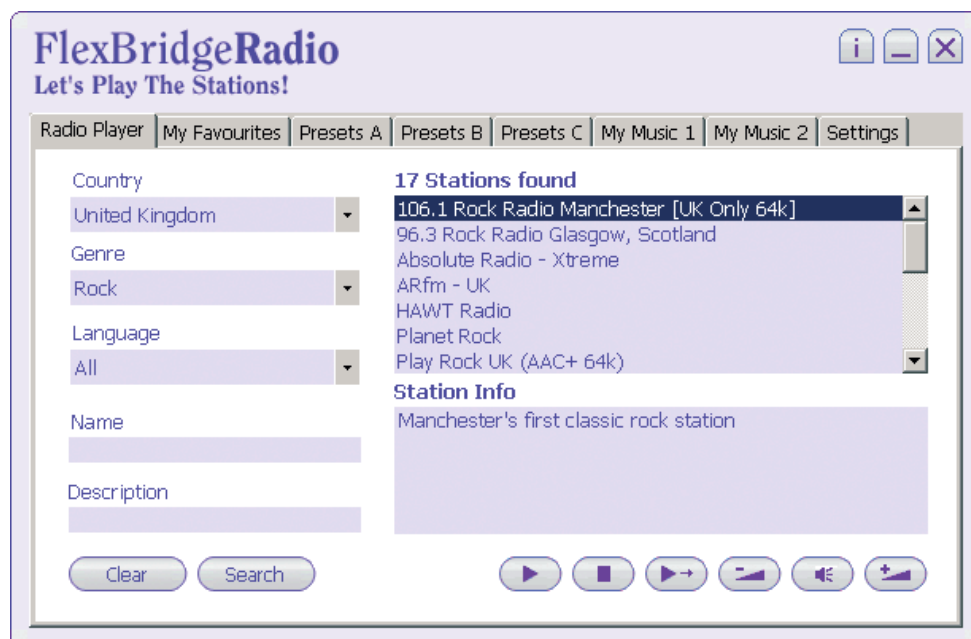 FlexBridgeRadio
Let's Play The Stations!
i
Radio Player My Favourites Presets A Presets B Presets C My Music 1 My Music 2 Settings
Country
United Kingdom
Genre
Rock
Language
All
Name
Description
Clear Search
17 Stations found
106.1 Rock Radio Manchester [UK Only 64k]
96.3 Rock Radio Glasgow, Scotland
Absolute Radio - Xtreme
ARfm - UK
HAWT Radio
Planet Rock
Play Rock UK (AAC+ 64k)
Station Info
Manchester's first classic rock station